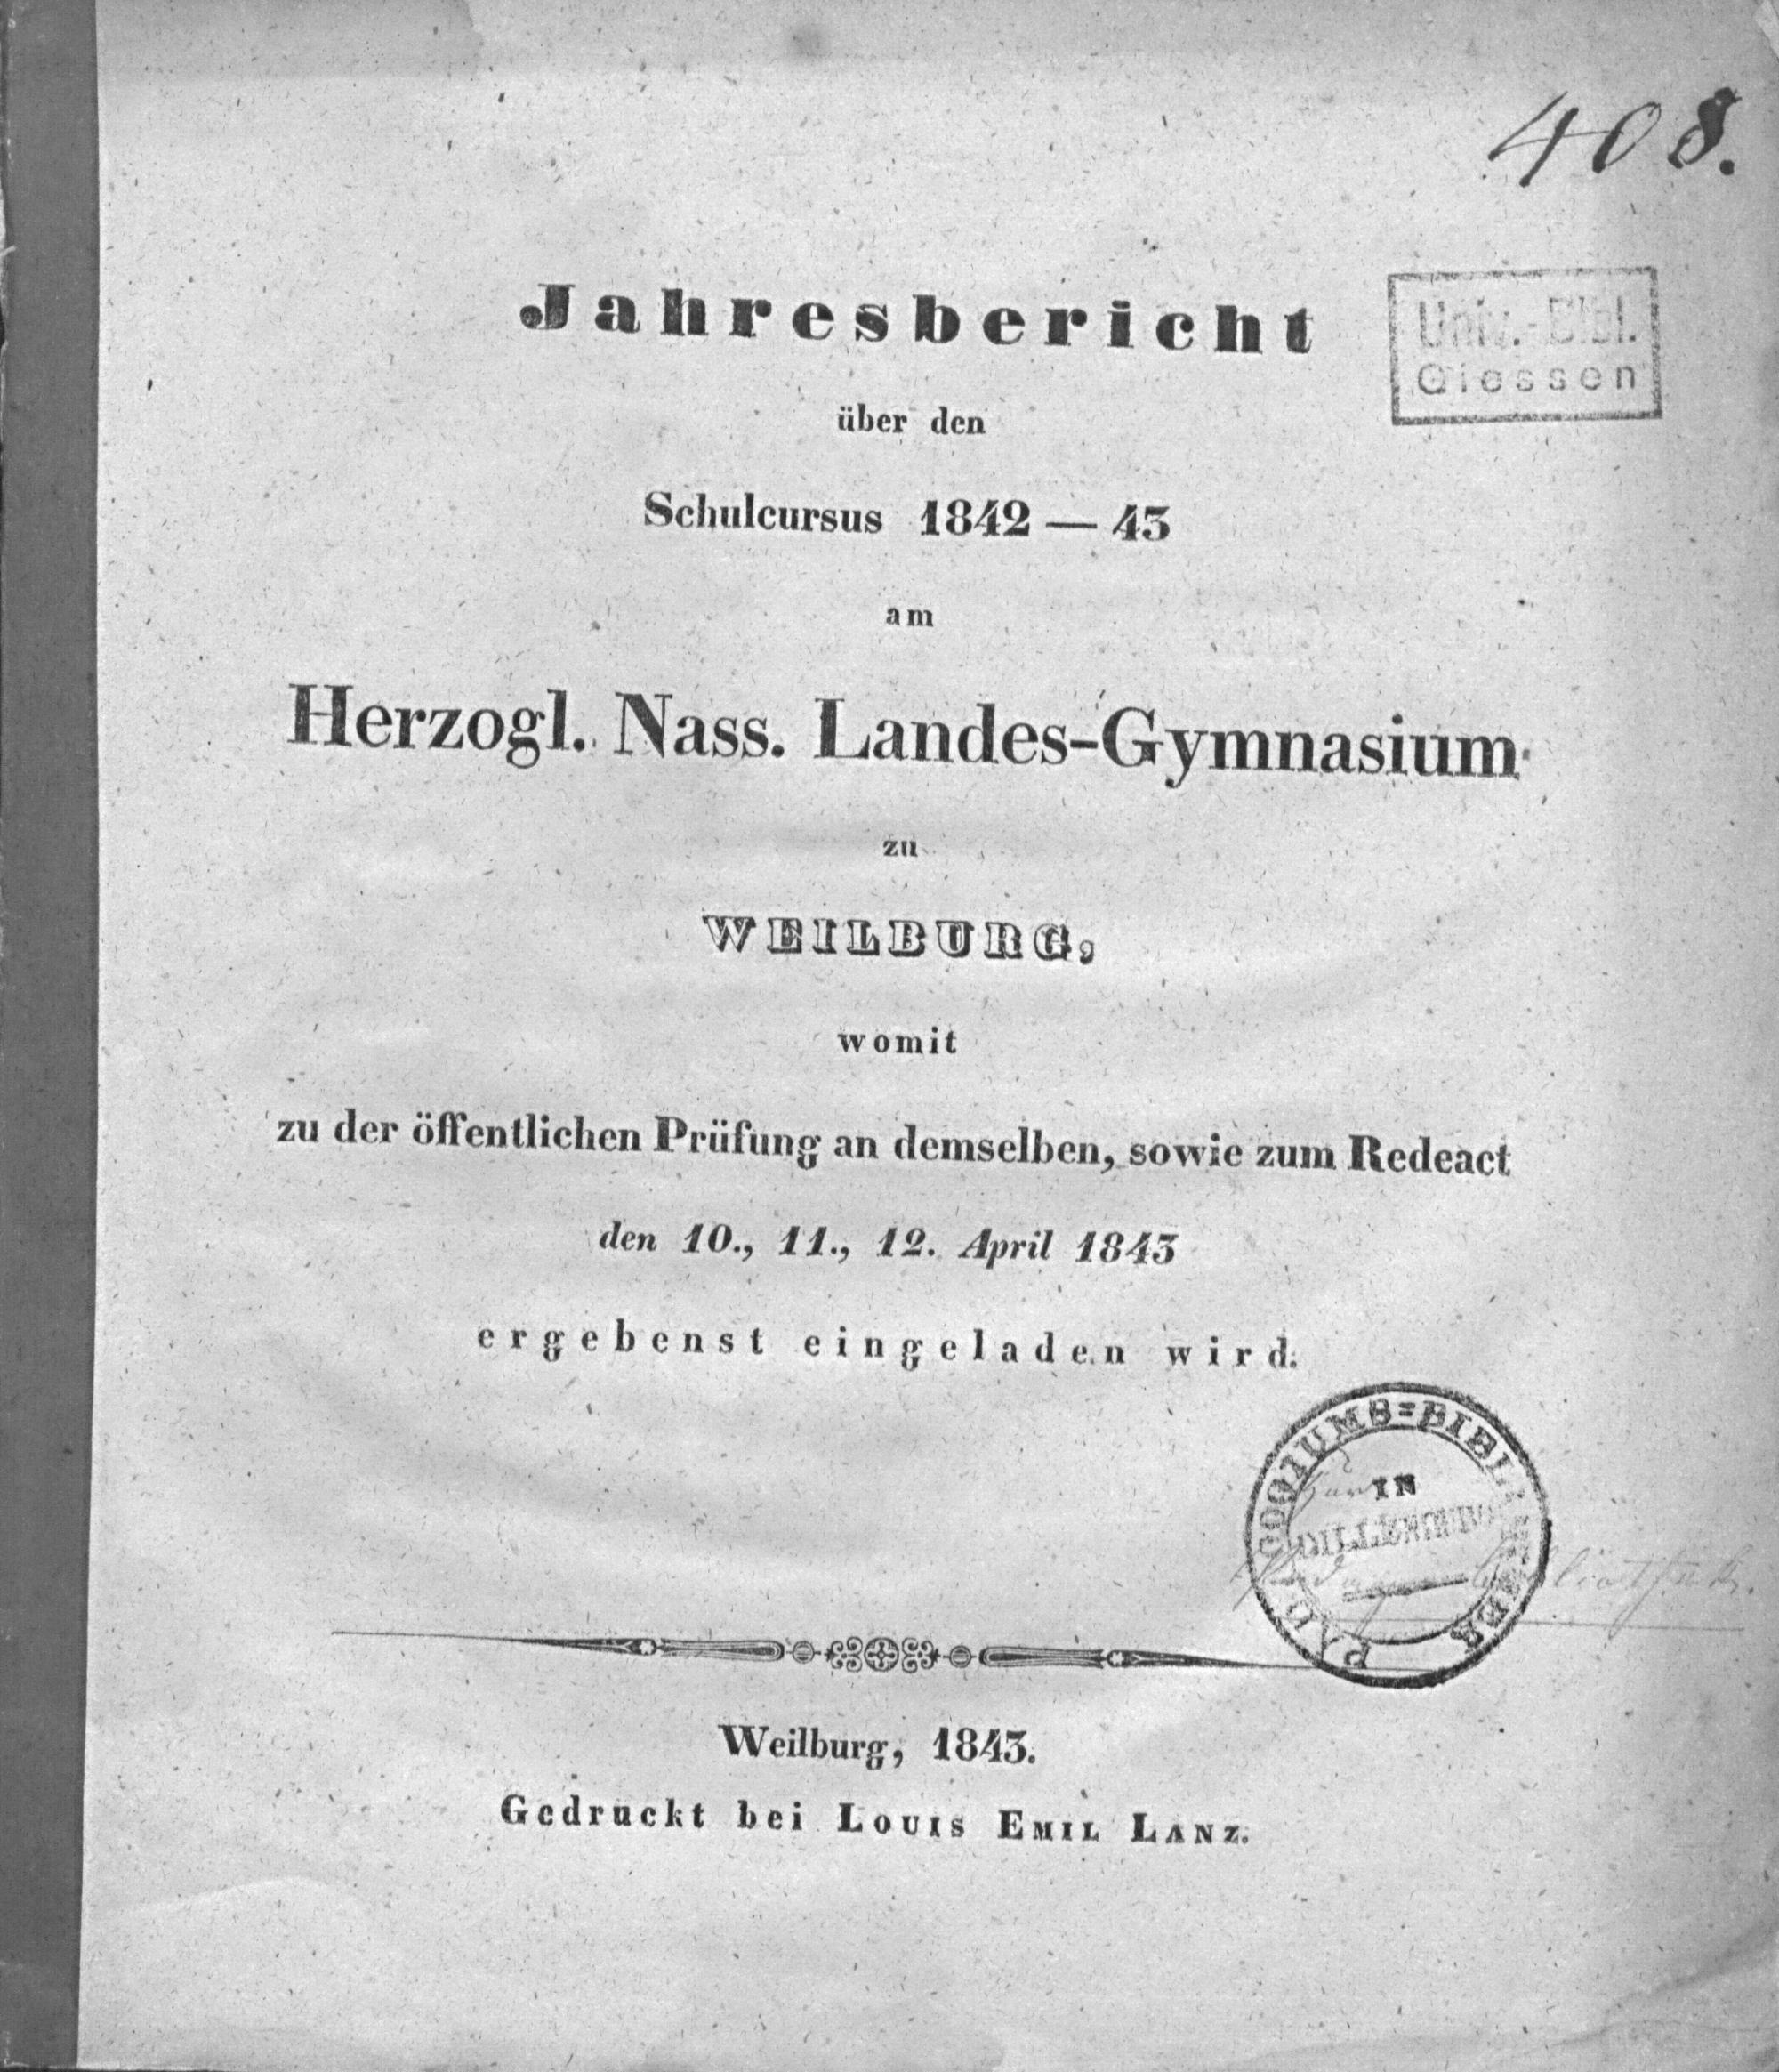 408.
Jahresbericht
Univ.-Bibl.
Giessen
über den
Schulcursus 1842 — 43
am
Herzogl. Nass. Landes-Gymnasium
zu
WEILBURG,
womit
zu der öffentlichen Prüfung an demselben, sowie zum Redeact
den 10., 11., 12. April 1843
ergebenst eingeladen wird.
IN
DILLENBURG
Weilburg, 1843.
Gedruckt bei LOUIS EMIL LANZ.